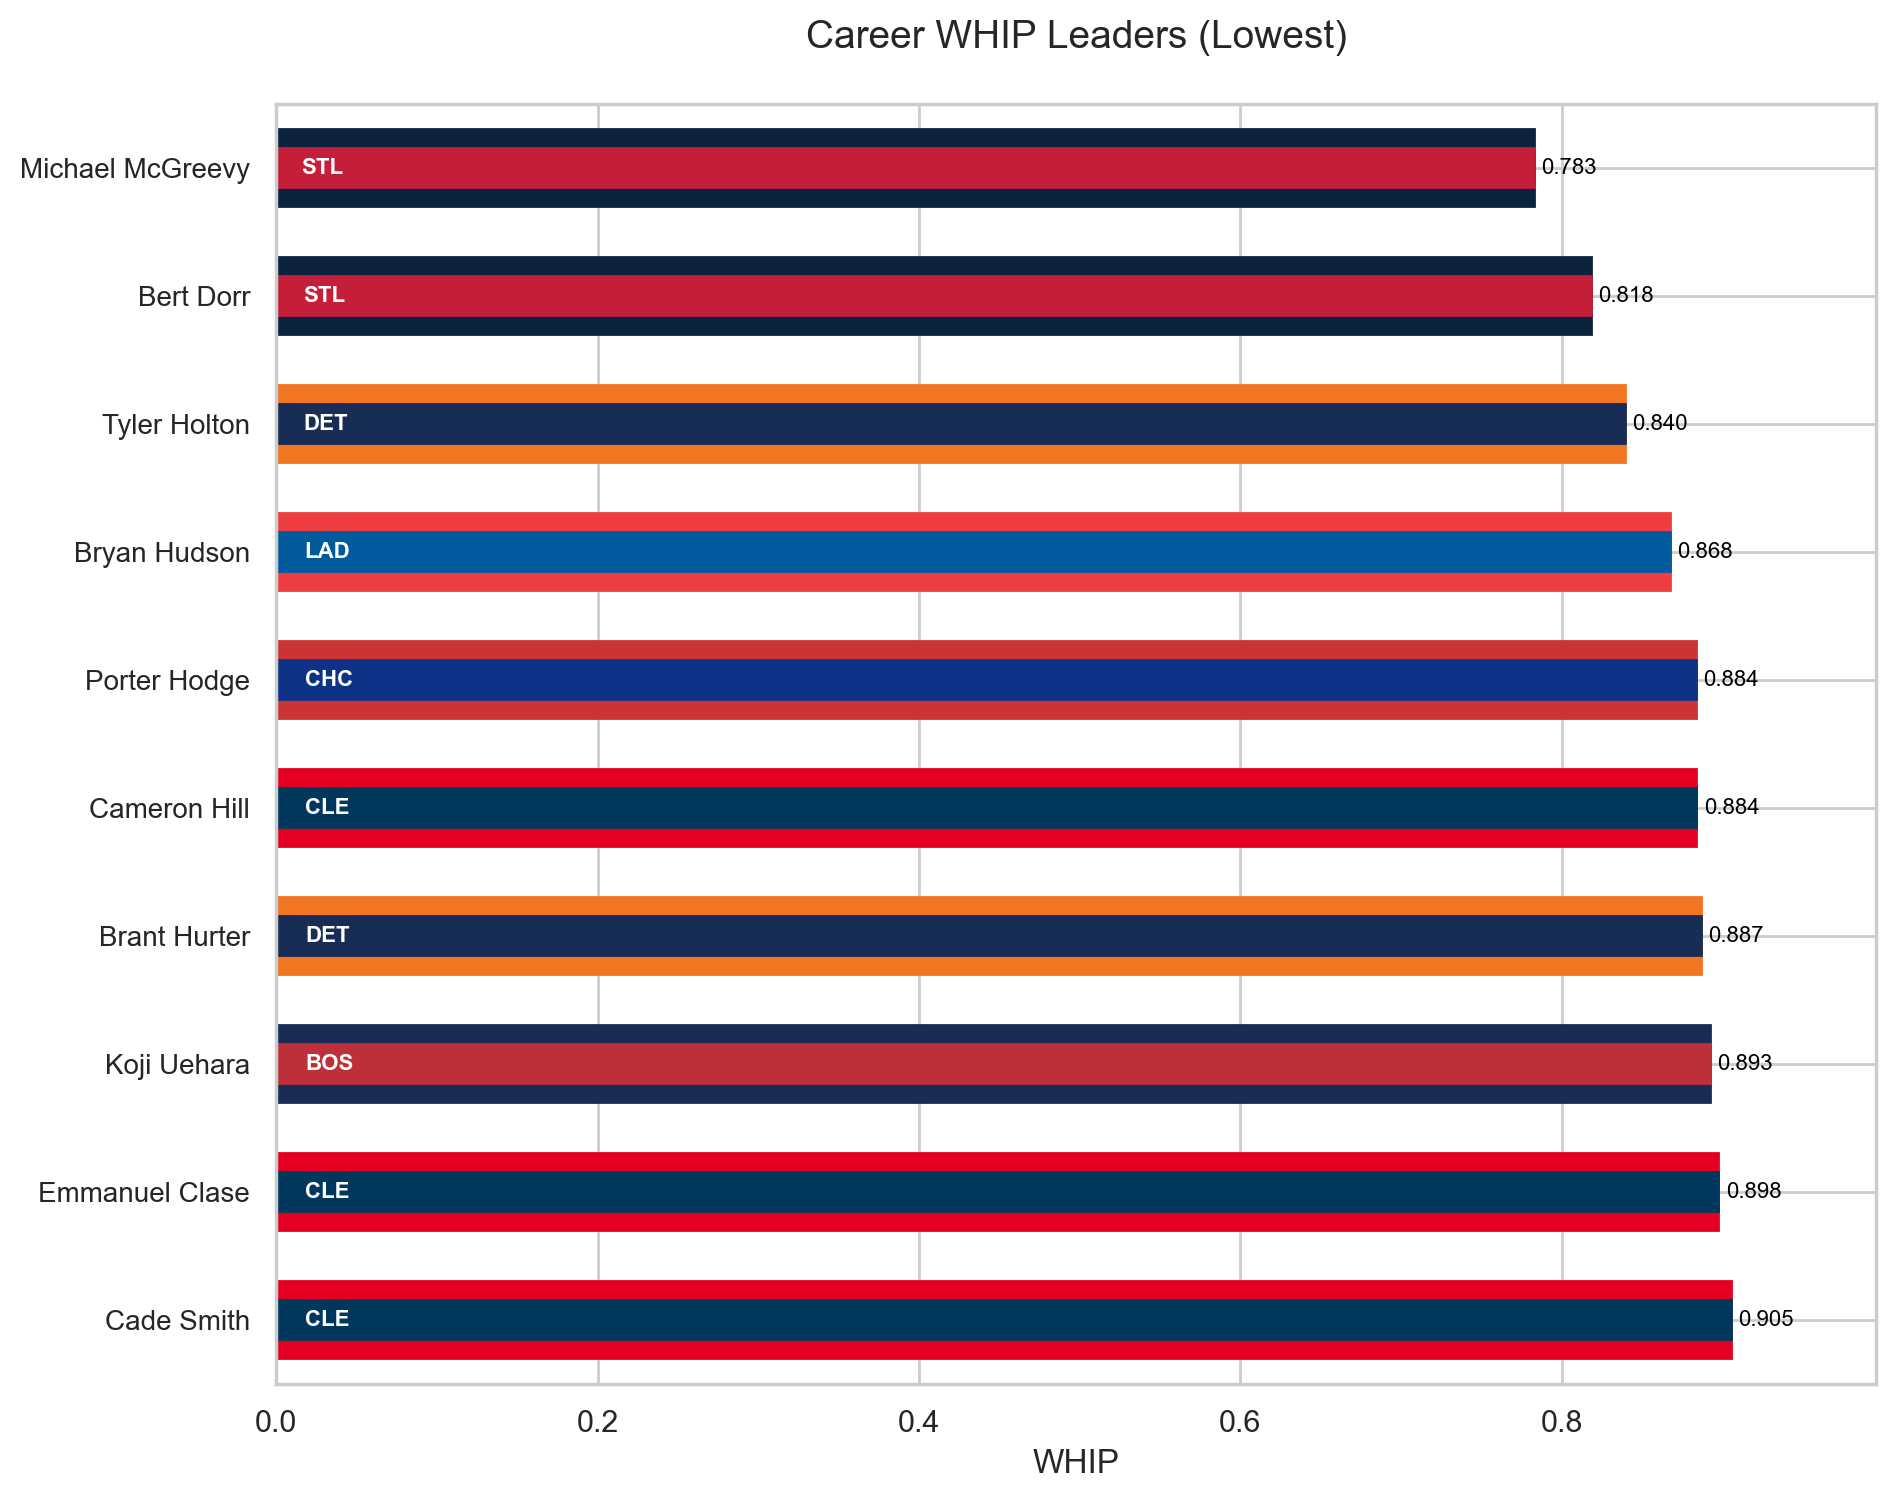 Career WHIP Leaders (Lowest)
Michael McGreevy STL 0.783
Bert Dorr STL 0.818
Tyler Holton DET 0.840
Bryan Hudson LAD 0.868
Porter Hodge CHC 0.884
Cameron Hill CLE 0.884
Brant Hurter DET 0.887
Koji Uehara BOS 0.893
Emmanuel Clase CLE 0.898
Cade Smith CLE 0.905
0.0 0.2 0.4 0.6 0.8
WHIP